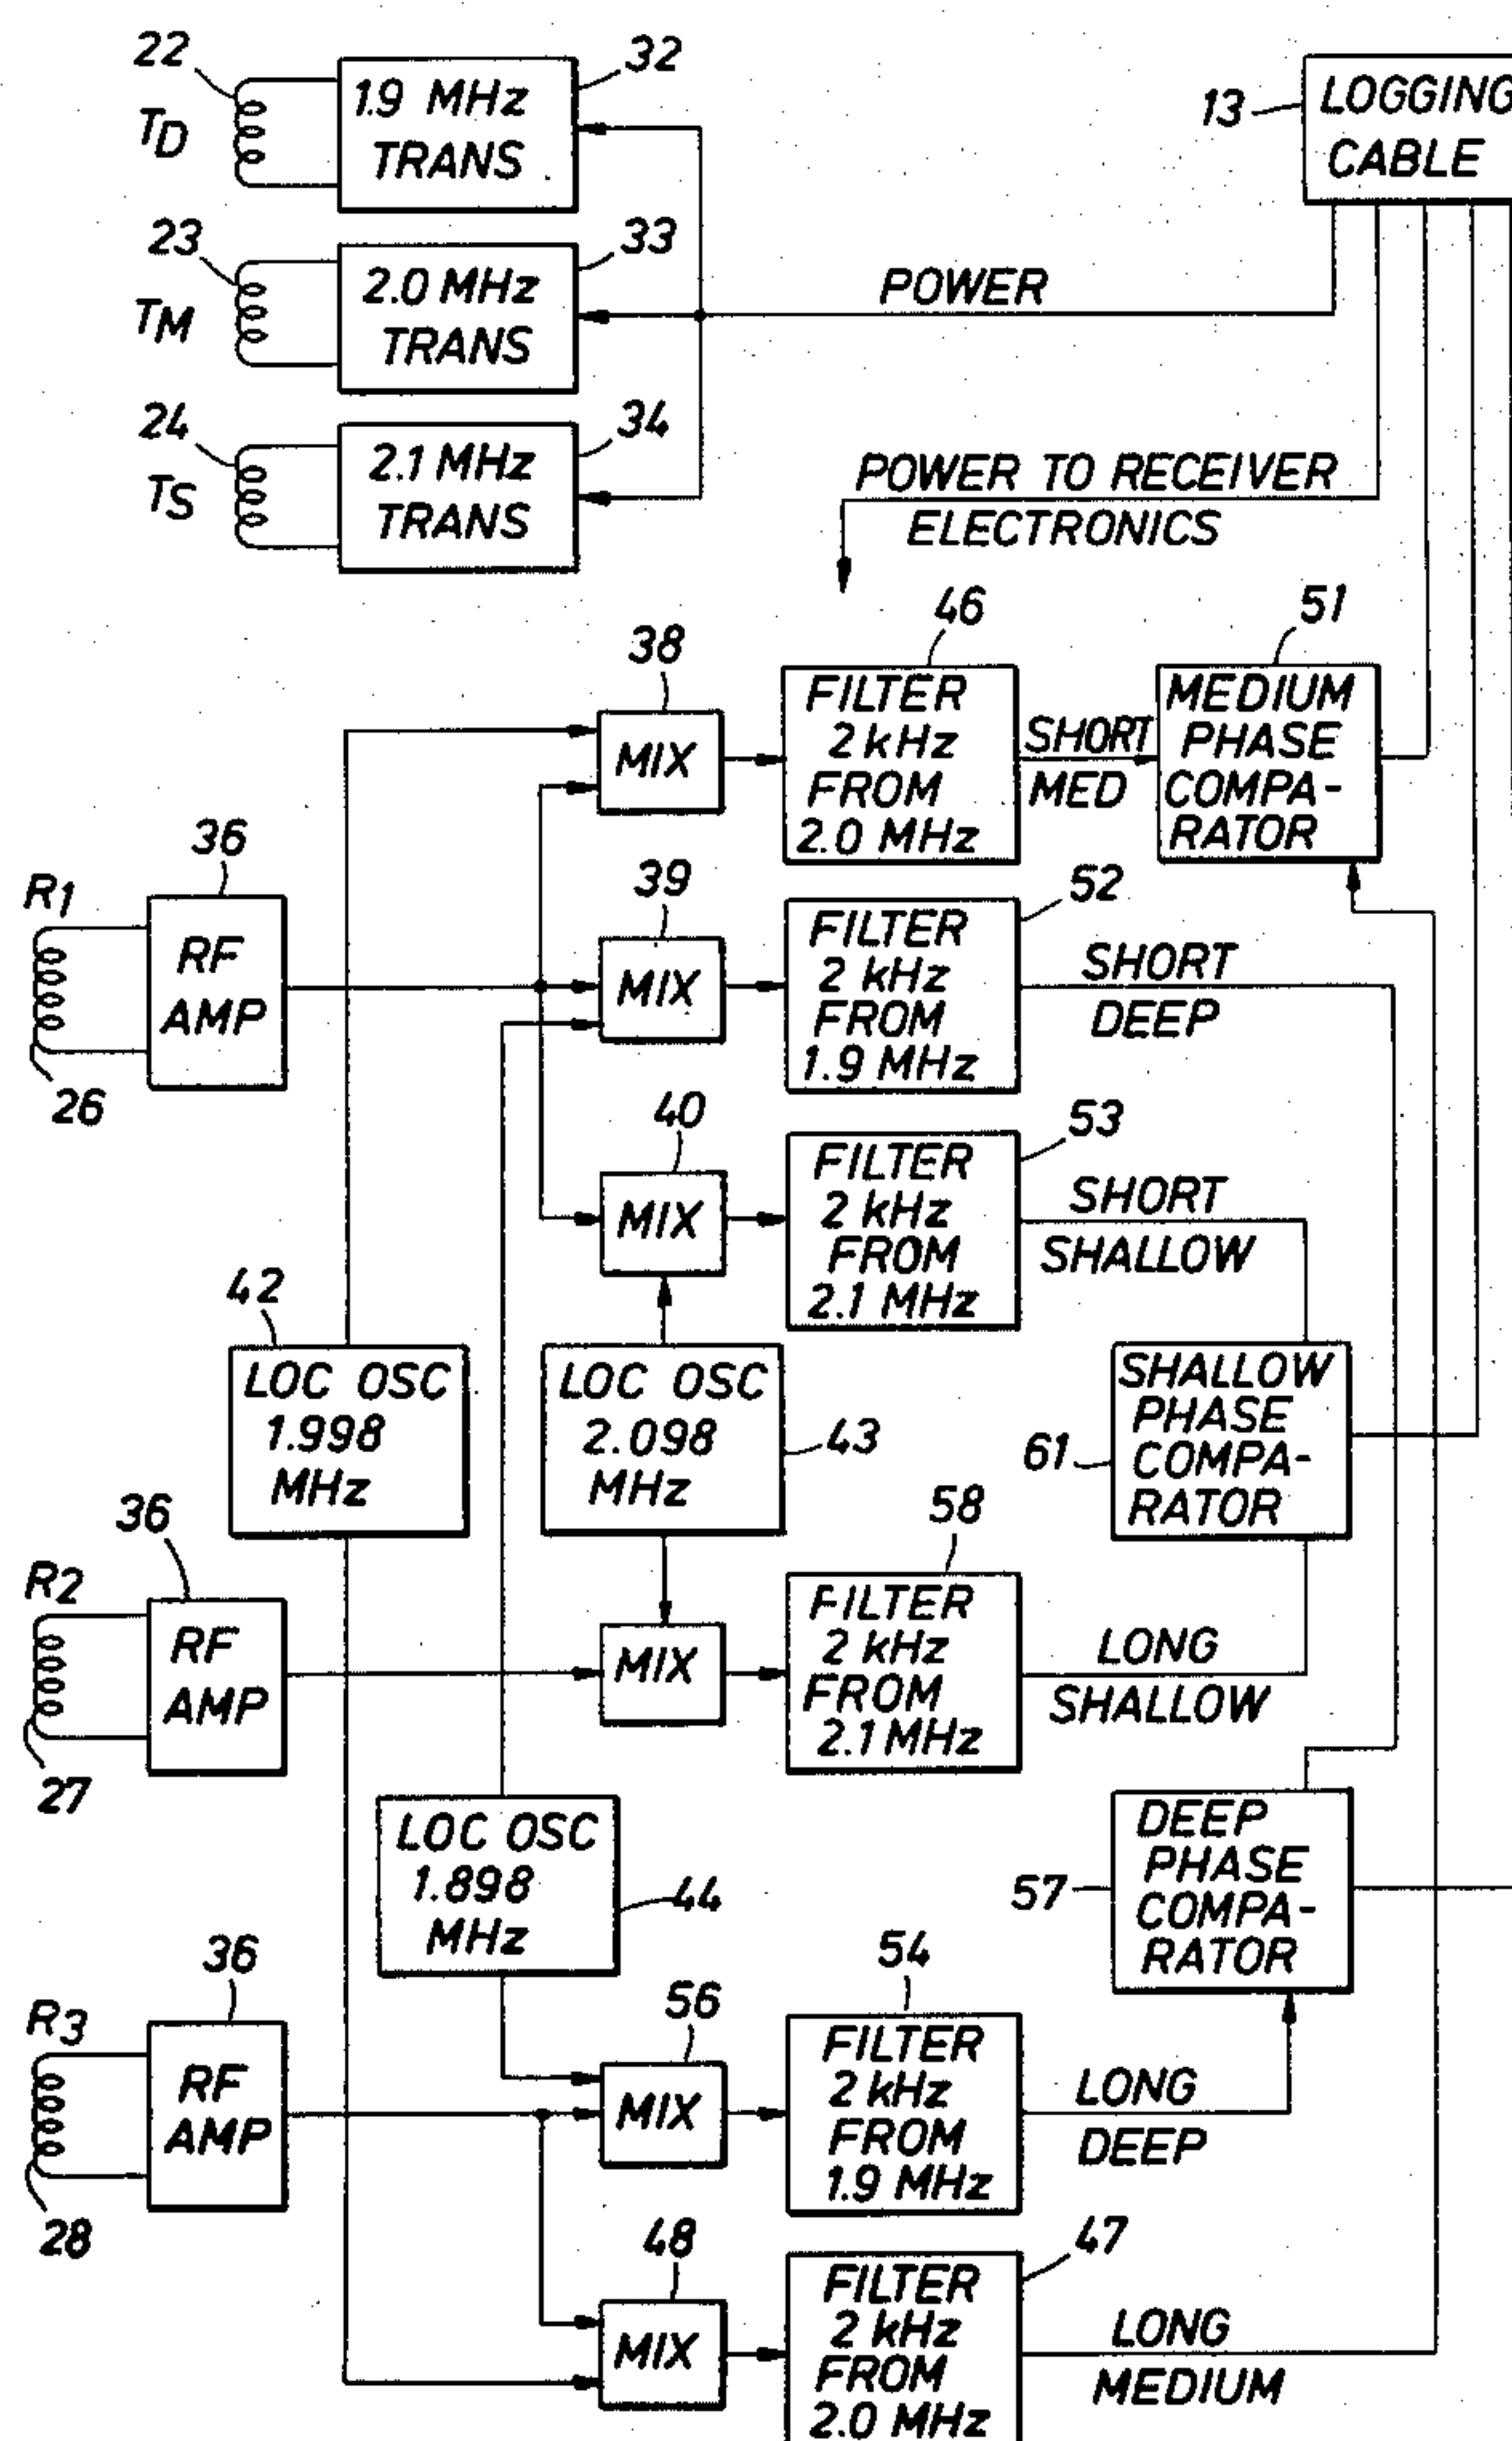 22
TD
1.9 MHz
TRANS
32
13
LOGGING
CABLE
23
TM
2.0 MHz
TRANS
33
POWER
24
TS
2.1 MHz
TRANS
34
POWER TO RECEIVER
ELECTRONICS
38
MIX
46
FILTER
2 kHz
FROM
2.0 MHz
SHORT
MED
51
MEDIUM
PHASE
COMPA-
RATOR
R1
26
36
RF
AMP
39
MIX
52
FILTER
2 kHz
FROM
1.9 MHz
SHORT
DEEP
40
MIX
53
FILTER
2 kHz
FROM
2.1 MHz
SHORT
SHALLOW
42
LOC OSC
1.998
MHz
LOC OSC
2.098
MHz
43
61
SHALLOW
PHASE
COMPA-
RATOR
R2
27
36
RF
AMP
MIX
58
FILTER
2 kHz
FROM
2.1 MHz
LONG
SHALLOW
LOC OSC
1.898
MHz
44
57
DEEP
PHASE
COMPA-
RATOR
R3
28
36
RF
AMP
56
MIX
54
FILTER
2 kHz
FROM
1.9 MHz
LONG
DEEP
48
MIX
47
FILTER
2 kHz
FROM
2.0 MHz
LONG
MEDIUM